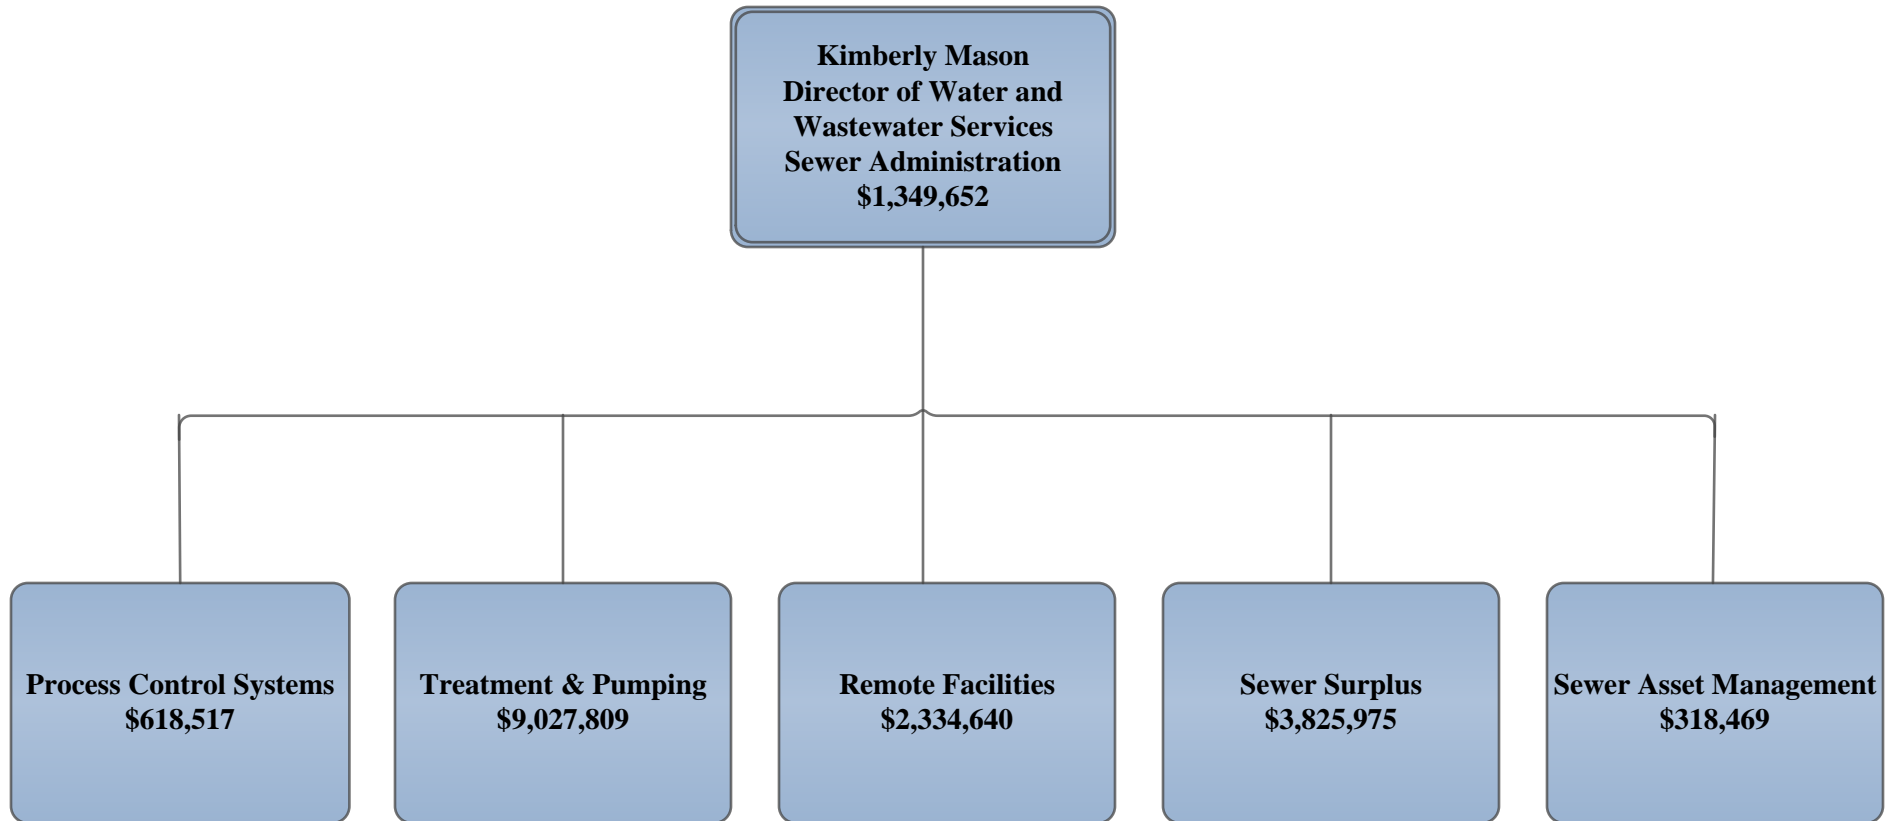 Kimberly Mason
Director of Water and
Wastewater Services
Sewer Administration
$1,349,652
Process Control Systems
$618,517
Treatment & Pumping
$9,027,809
Remote Facilities
$2,334,640
Sewer Surplus
$3,825,975
Sewer Asset Management
$318,469